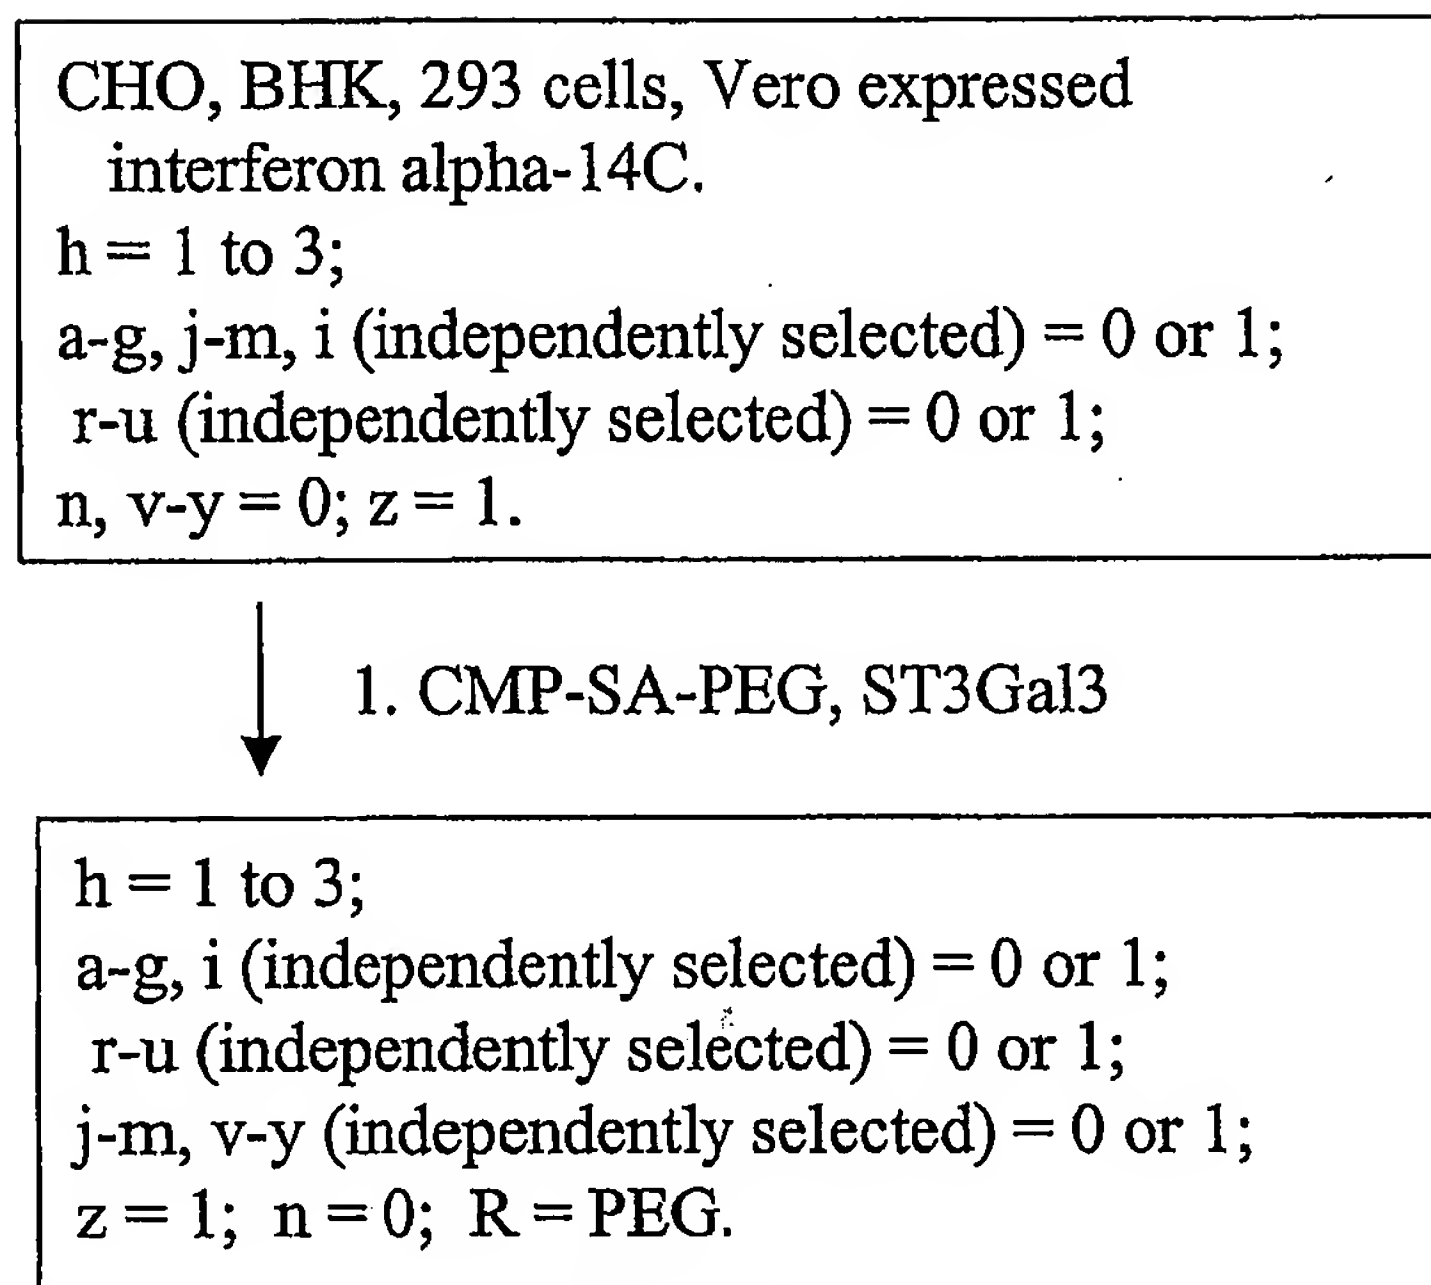 CHO, BHK, 293 cells, Vero expressed
interferon alpha-14C.
h = 1 to 3;
a-g, j-m, i (independently selected) = 0 or 1;
r-u (independently selected) = 0 or 1;
n, v-y = 0; z = 1.
1. CMP-SA-PEG, ST3Gal3
h = 1 to 3;
a-g, i (independently selected) = 0 or 1;
r-u (independently selected) = 0 or 1;
j-m, v-y (independently selected) = 0 or 1;
z = 1; n = 0; R = PEG.